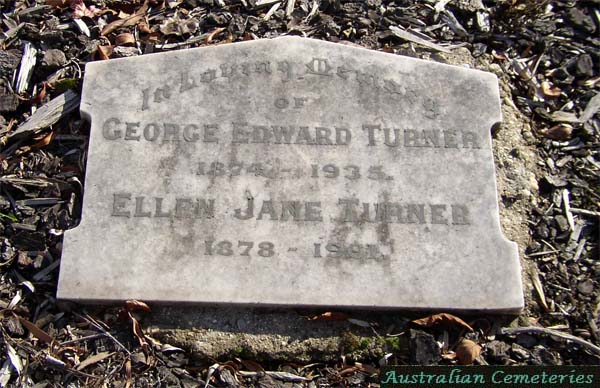 In Loving Memory
OF
GEORGE EDWARD TURNER
1874 - 1935.
ELLEN JANE TURNER
1878 -
Australian Cemeteries